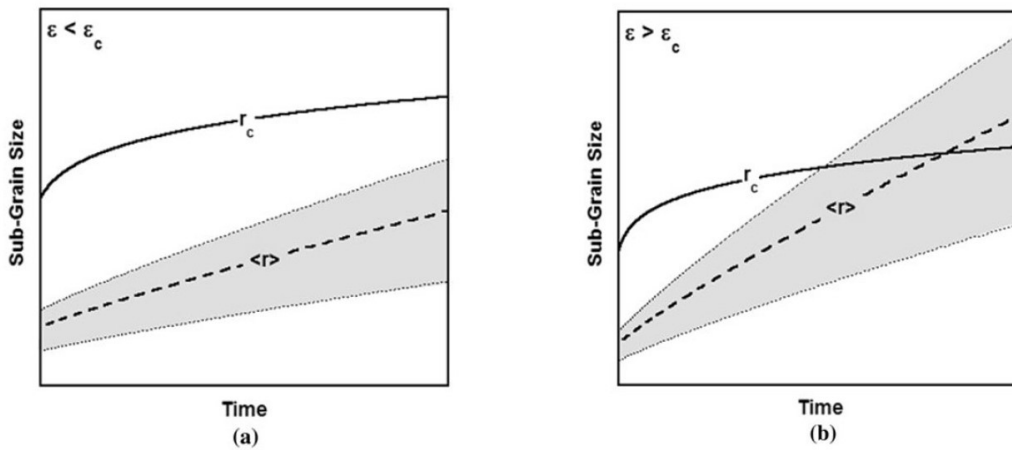 ε < ε_c
r_c
<r>
Sub-Grain Size
Time
(a)
ε > ε_c
r_c
<r>
Sub-Grain Size
Time
(b)